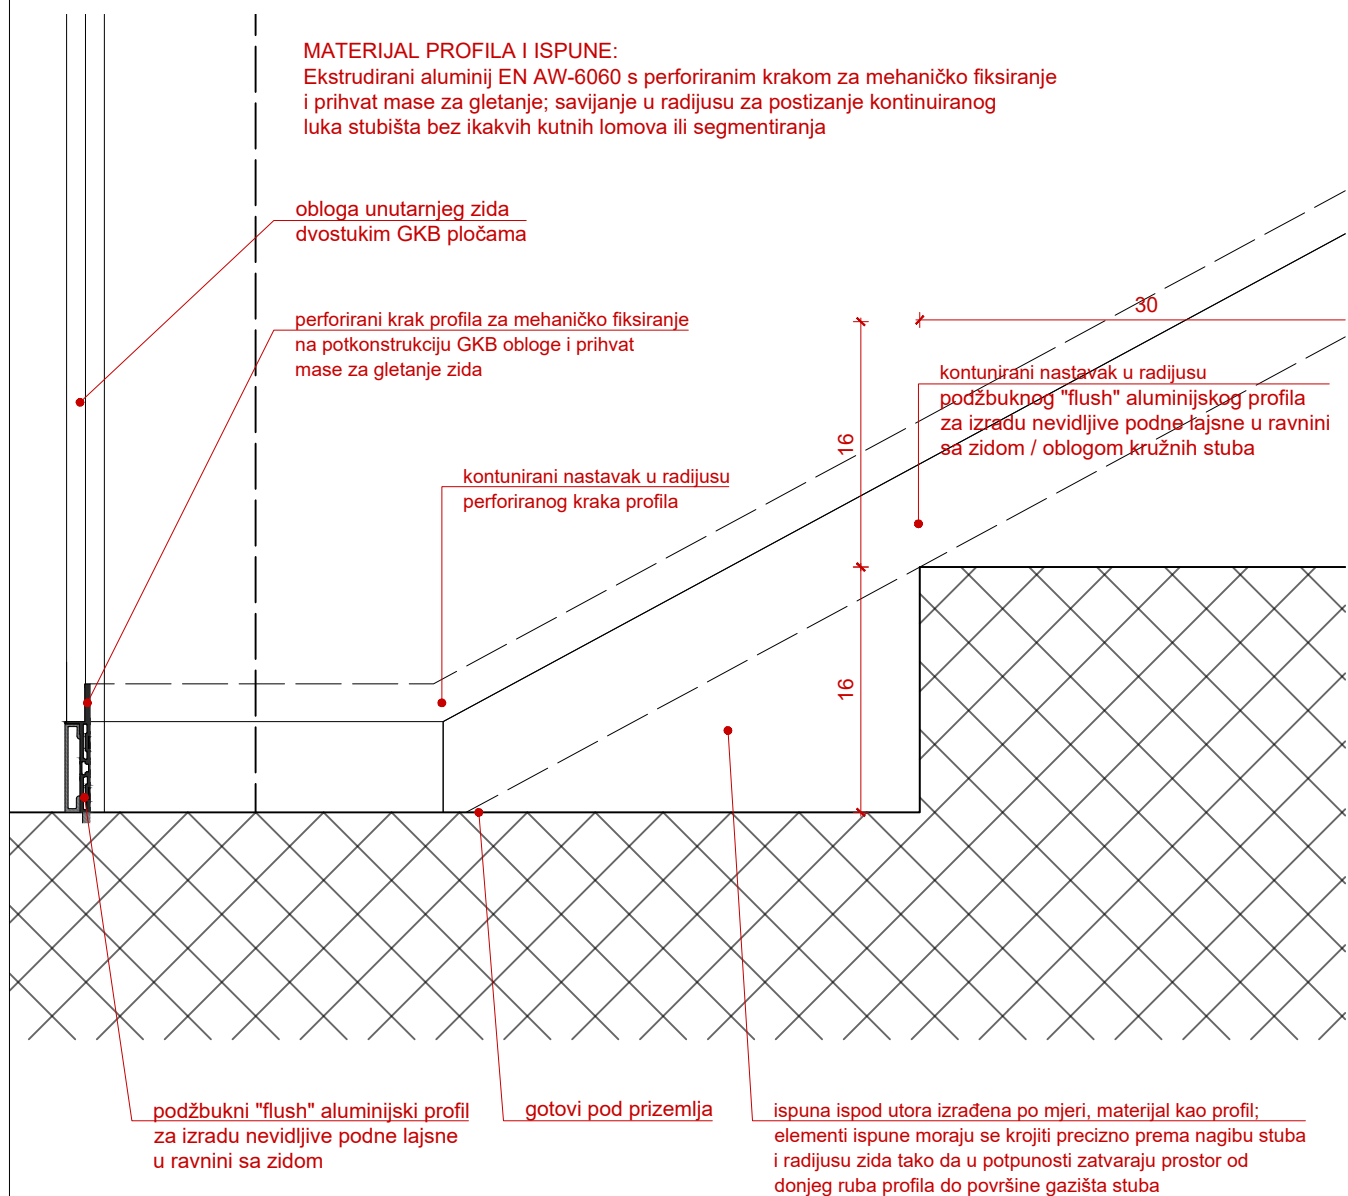 MATERIJAL PROFILA I ISPUNE:
Ekstrudirani aluminij EN AW-6060 s perforiranim krakom za mehaničko fiksiranje
i prihvat mase za gletanje; savijanje u radijusu za postizanje kontinuiranog
luka stubišta bez ikakvih kutnih lomova ili segmentiranja
obloga unutarnjeg zida
dvostukim GKB pločama
perforirani krak profila za mehaničko fiksiranje
na potkonstrukciju GKB obloge i prihvat
mase za gletanje zida
30
kontunirani nastavak u radijusu
podžbuknog "flush" aluminijskog profila
za izradu nevidljive podne lajsne u ravnini
sa zidom / oblogom kružnih stuba
16
kontunirani nastavak u radijusu
perforiranog kraka profila
16
podžbukni "flush" aluminijski profil
za izradu nevidljive podne lajsne
u ravnini sa zidom
gotovi pod prizemlja
ispuna ispod utora izrađena po mjeri, materijal kao profil;
elementi ispune moraju se krojiti precizno prema nagibu stuba
i radijusu zida tako da u potpunosti zatvaraju prostor od
donjeg ruba profila do površine gazišta stuba